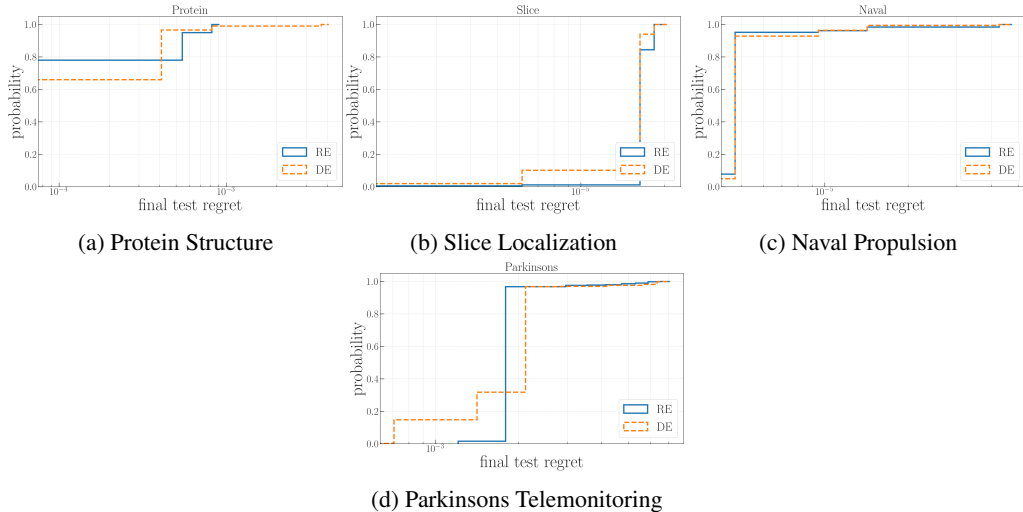 Protein
probability
1.0
0.8
0.6
0.4
0.2
0.0
10⁻⁴
10⁻³
RE
DE
final test regret
(a) Protein Structure
Slice
probability
1.0
0.8
0.6
0.4
0.2
0.0
RE
DE
final test regret
(b) Slice Localization
Naval
probability
1.0
0.8
0.6
0.4
0.2
0.0
RE
DE
final test regret
(c) Naval Propulsion
Parkinsons
probability
1.0
0.8
0.6
0.4
0.2
0.0
10⁻³
RE
DE
final test regret
(d) Parkinsons Telemonitoring